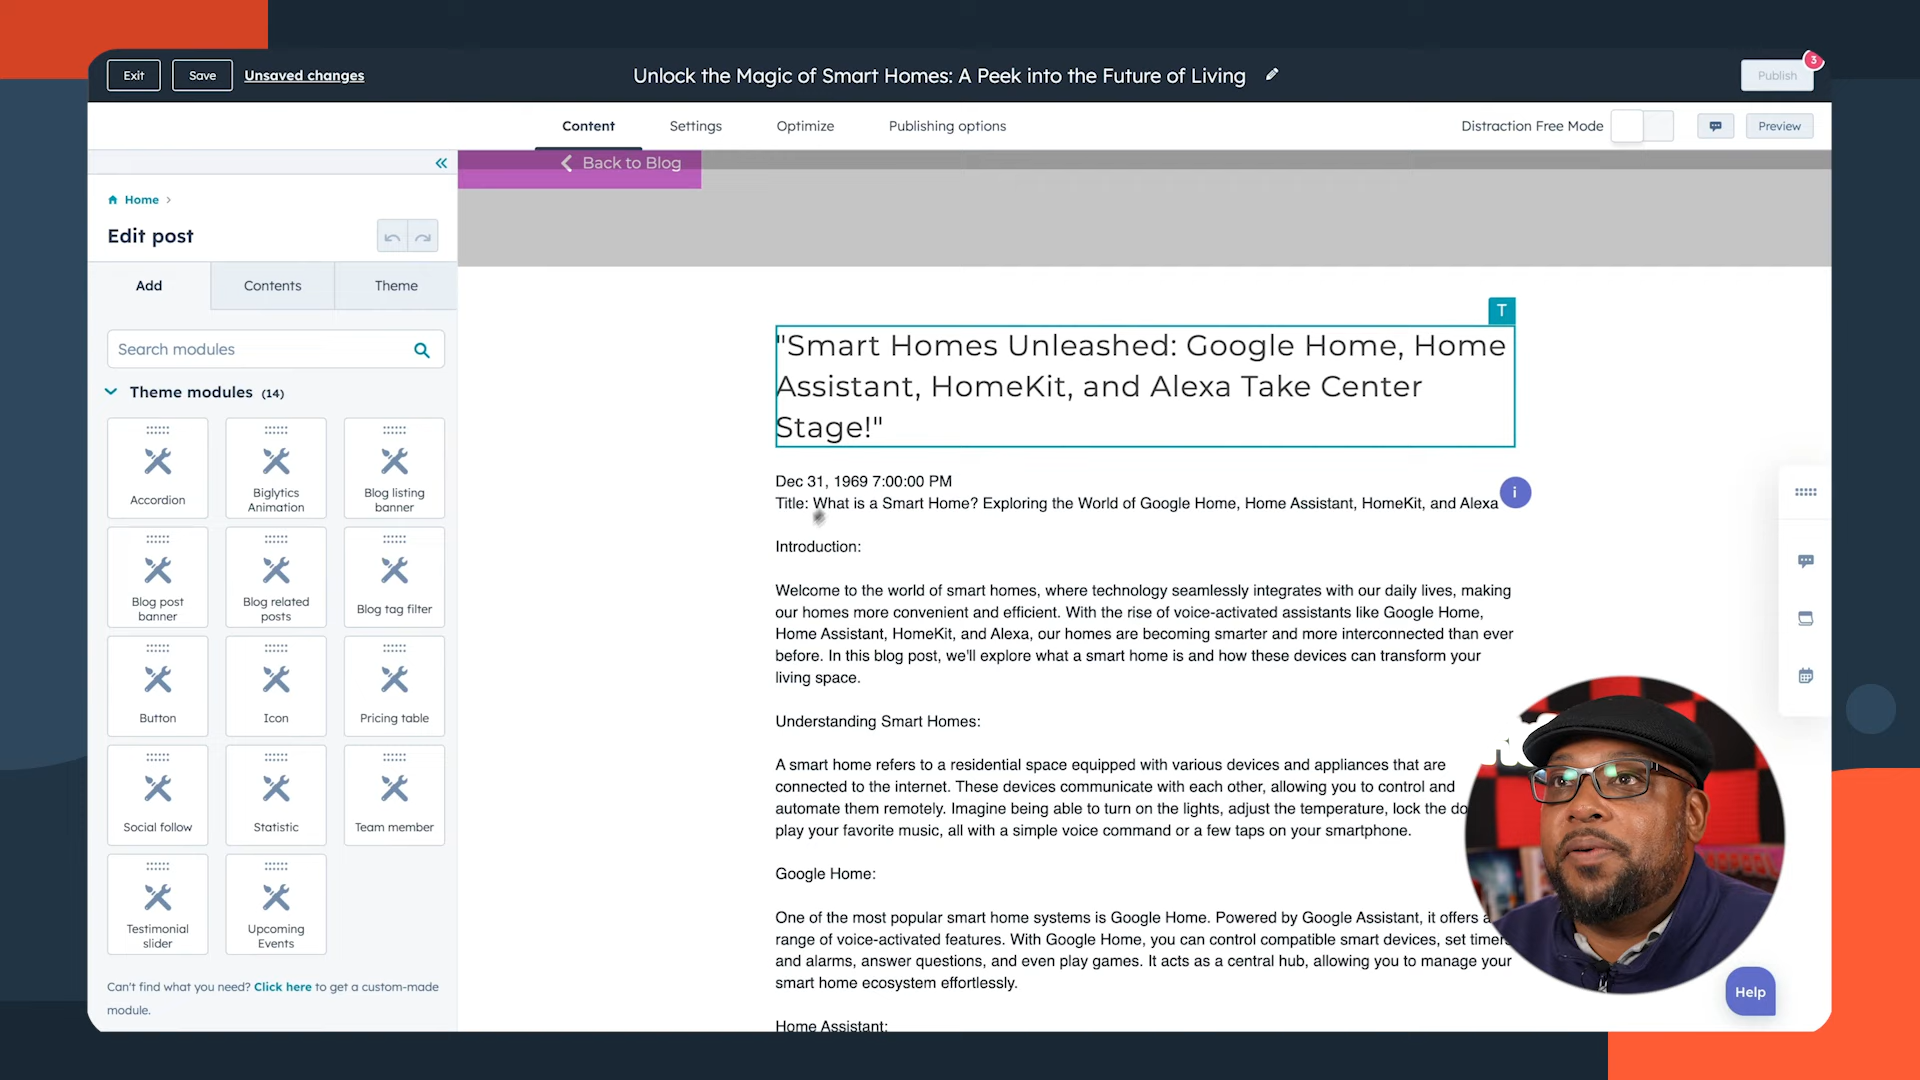 Exit
Save
Unsaved changes
Unlock the Magic of Smart Homes: A Peek into the Future of Living
Publish
3
Content
Settings
Optimize
Publishing options
Distraction Free Mode
Preview
Back to Blog
Home
Edit post
Add
Contents
Theme
Search modules
Theme modules (14)
Accordion
Biglytics
Animation
Blog listing
banner
Blog post
banner
Blog related
posts
Blog tag filter
Button
Icon
Pricing table
Social follow
Statistic
Team member
Testimonial
slider
Upcoming
Events
Can't find what you need? Click here to get a custom-made
module.
T
"Smart Homes Unleashed: Google Home, Home
Assistant, HomeKit, and Alexa Take Center
Stage!"
Dec 31, 1969 7:00:00 PM
Title: What is a Smart Home? Exploring the World of Google Home, Home Assistant, HomeKit, and Alexa
i
Introduction:
Welcome to the world of smart homes, where technology seamlessly integrates with our daily lives, making
our homes more convenient and efficient. With the rise of voice-activated assistants like Google Home,
Home Assistant, HomeKit, and Alexa, our homes are becoming smarter and more interconnected than ever
before. In this blog post, we'll explore what a smart home is and how these devices can transform your
living space.
Understanding Smart Homes:
A smart home refers to a residential space equipped with various devices and appliances that are
connected to the internet. These devices communicate with each other, allowing you to control and
automate them remotely. Imagine being able to turn on the lights, adjust the temperature, lock the do
play your favorite music, all with a simple voice command or a few taps on your smartphone.
Google Home:
One of the most popular smart home systems is Google Home. Powered by Google Assistant, it offers a
range of voice-activated features. With Google Home, you can control compatible smart devices, set timers
and alarms, answer questions, and even play games. It acts as a central hub, allowing you to manage your
smart home ecosystem effortlessly.
Home Assistant:
Help